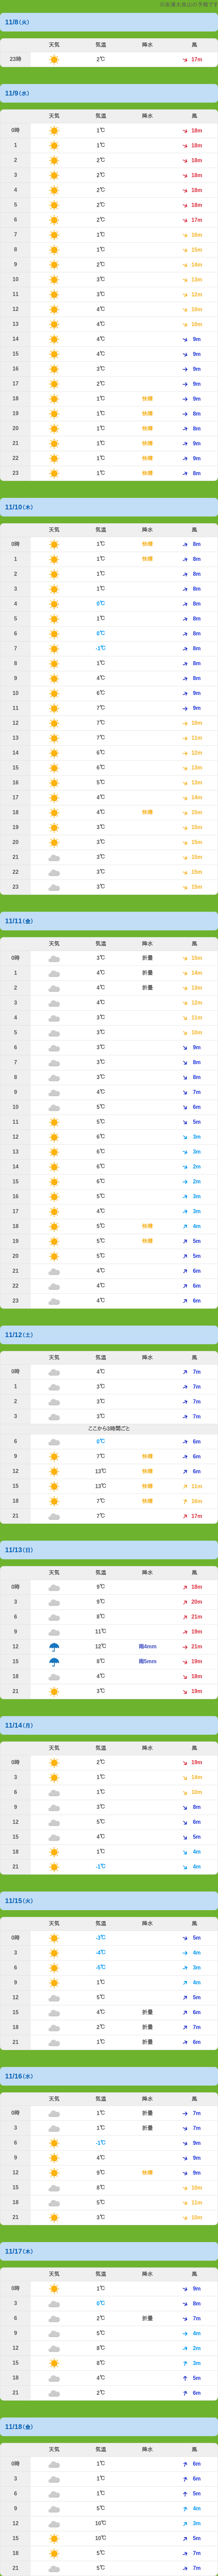 11/8(火)
天気 気温 降水 風
23時 2℃ 17m
11/9(水)
天気 気温 降水 風
0時 1℃ 18m
1 1℃ 18m
2 2℃ 18m
3 2℃ 18m
4 2℃ 18m
5 2℃ 18m
6 2℃ 17m
7 1℃ 16m
8 1℃ 15m
9 2℃ 14m
10 3℃ 13m
11 3℃ 12m
12 4℃ 10m
13 4℃ 10m
14 4℃ 9m
15 4℃ 9m
16 3℃ 9m
17 2℃ 9m
18 1℃ 快晴 9m
19 1℃ 快晴 8m
20 1℃ 快晴 8m
21 1℃ 快晴 9m
22 1℃ 快晴 9m
23 1℃ 快晴 8m
11/10(木)
天気 気温 降水 風
0時 1℃ 快晴 8m
1 1℃ 快晴 8m
2 1℃ 8m
3 1℃ 8m
4 0℃ 8m
5 1℃ 8m
6 0℃ 8m
7 -1℃ 8m
8 1℃ 8m
9 4℃ 8m
10 6℃ 9m
11 7℃ 9m
12 7℃ 10m
13 7℃ 11m
14 6℃ 12m
15 6℃ 13m
16 5℃ 13m
17 4℃ 14m
18 4℃ 快晴 15m
19 3℃ 15m
20 3℃ 15m
21 3℃ 15m
22 3℃ 15m
23 3℃ 15m
11/11(金)
天気 気温 降水 風
0時 3℃ 折曇 15m
1 4℃ 折曇 14m
2 4℃ 折曇 13m
3 4℃ 12m
4 3℃ 11m
5 3℃ 10m
6 3℃ 9m
7 3℃ 8m
8 3℃ 8m
9 4℃ 7m
10 5℃ 6m
11 5℃ 5m
12 6℃ 3m
13 6℃ 3m
14 6℃ 2m
15 6℃ 2m
16 5℃ 3m
17 4℃ 3m
18 5℃ 快晴 4m
19 5℃ 快晴 5m
20 5℃ 5m
21 4℃ 6m
22 4℃ 6m
23 4℃ 6m
11/12(土)
天気 気温 降水 風
0時 4℃ 7m
1 3℃ 7m
2 3℃ 7m
3 3℃ 7m
ここから3時間ごと
6 0℃ 6m
9 7℃ 快晴 6m
12 13℃ 快晴 6m
15 13℃ 快晴 11m
18 7℃ 快晴 16m
21 7℃ 17m
11/13(日)
天気 気温 降水 風
0時 9℃ 18m
3 9℃ 20m
6 8℃ 21m
9 11℃ 19m
12 12℃ 雨4mm 21m
15 8℃ 雨5mm 19m
18 4℃ 18m
21 3℃ 19m
11/14(月)
天気 気温 降水 風
0時 2℃ 19m
3 1℃ 14m
6 1℃ 10m
9 3℃ 8m
12 5℃ 6m
15 4℃ 5m
18 1℃ 4m
21 -1℃ 4m
11/15(火)
天気 気温 降水 風
0時 -3℃ 5m
3 -4℃ 4m
6 -5℃ 3m
9 1℃ 4m
12 5℃ 5m
15 4℃ 折曇 6m
18 2℃ 折曇 7m
21 1℃ 折曇 6m
11/16(水)
天気 気温 降水 風
0時 1℃ 折曇 7m
3 1℃ 折曇 7m
6 -1℃ 9m
9 4℃ 9m
12 9℃ 快晴 9m
15 8℃ 10m
18 5℃ 11m
21 3℃ 10m
11/17(木)
天気 気温 降水 風
0時 1℃ 9m
3 0℃ 8m
6 2℃ 折曇 7m
9 5℃ 4m
12 8℃ 2m
15 8℃ 3m
18 4℃ 5m
21 2℃ 6m
11/18(金)
天気 気温 降水 風
0時 1℃ 6m
3 1℃ 6m
6 1℃ 5m
9 5℃ 4m
12 10℃ 3m
15 10℃ 5m
18 5℃ 7m
21 5℃ 7m